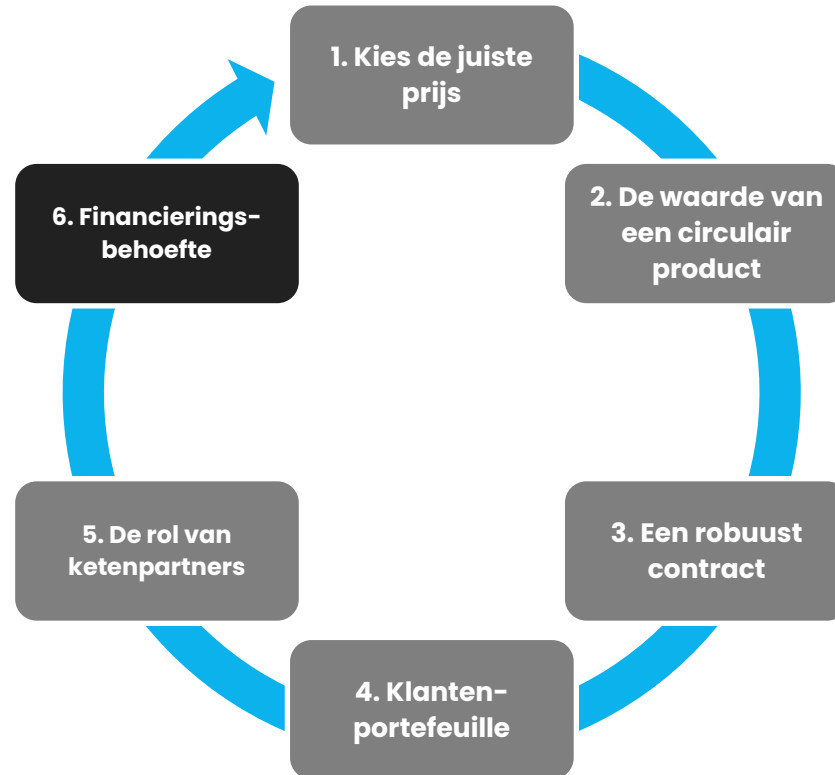 1. Kies de juiste
prijs
2. De waarde van
een circulair
product
3. Een robuust
contract
4. Klanten-
portefeuille
5. De rol van
ketenpartners
6. Financierings-
behoefte